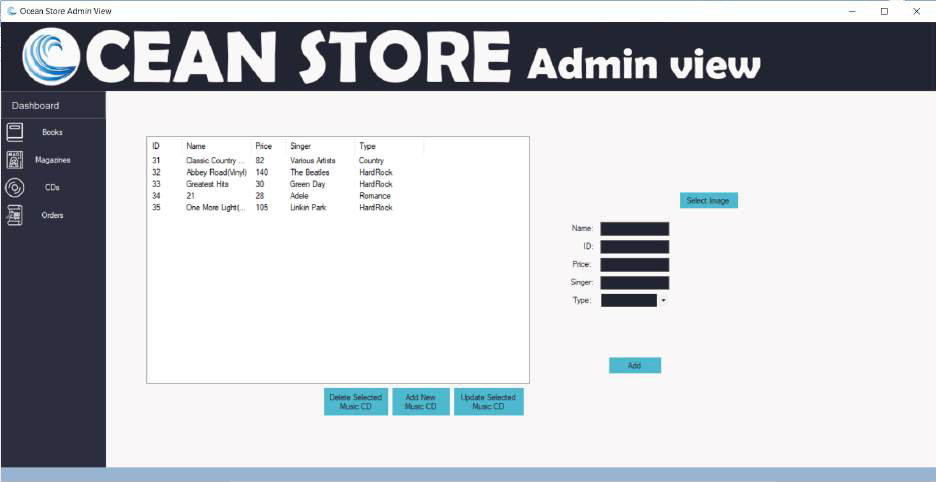 Ocean Store Admin View
OCEAN STORE Admin view
Dashboard
Books
Magazines
CDs
Orders
ID Name Price Singer Type
31 Classic Country ... 82 Various Artists Country
32 Abbey Road(Vinyl) 140 The Beatles HardRock
33 Greatest Hits 30 Green Day HardRock
34 21 28 Adele Romance
35 One More Light(... 105 Linkin Park HardRock
Select Image
Name:
ID:
Price:
Singer:
Type:
Add
Delete Selected Music CD
Add New Music CD
Update Selected Music CD